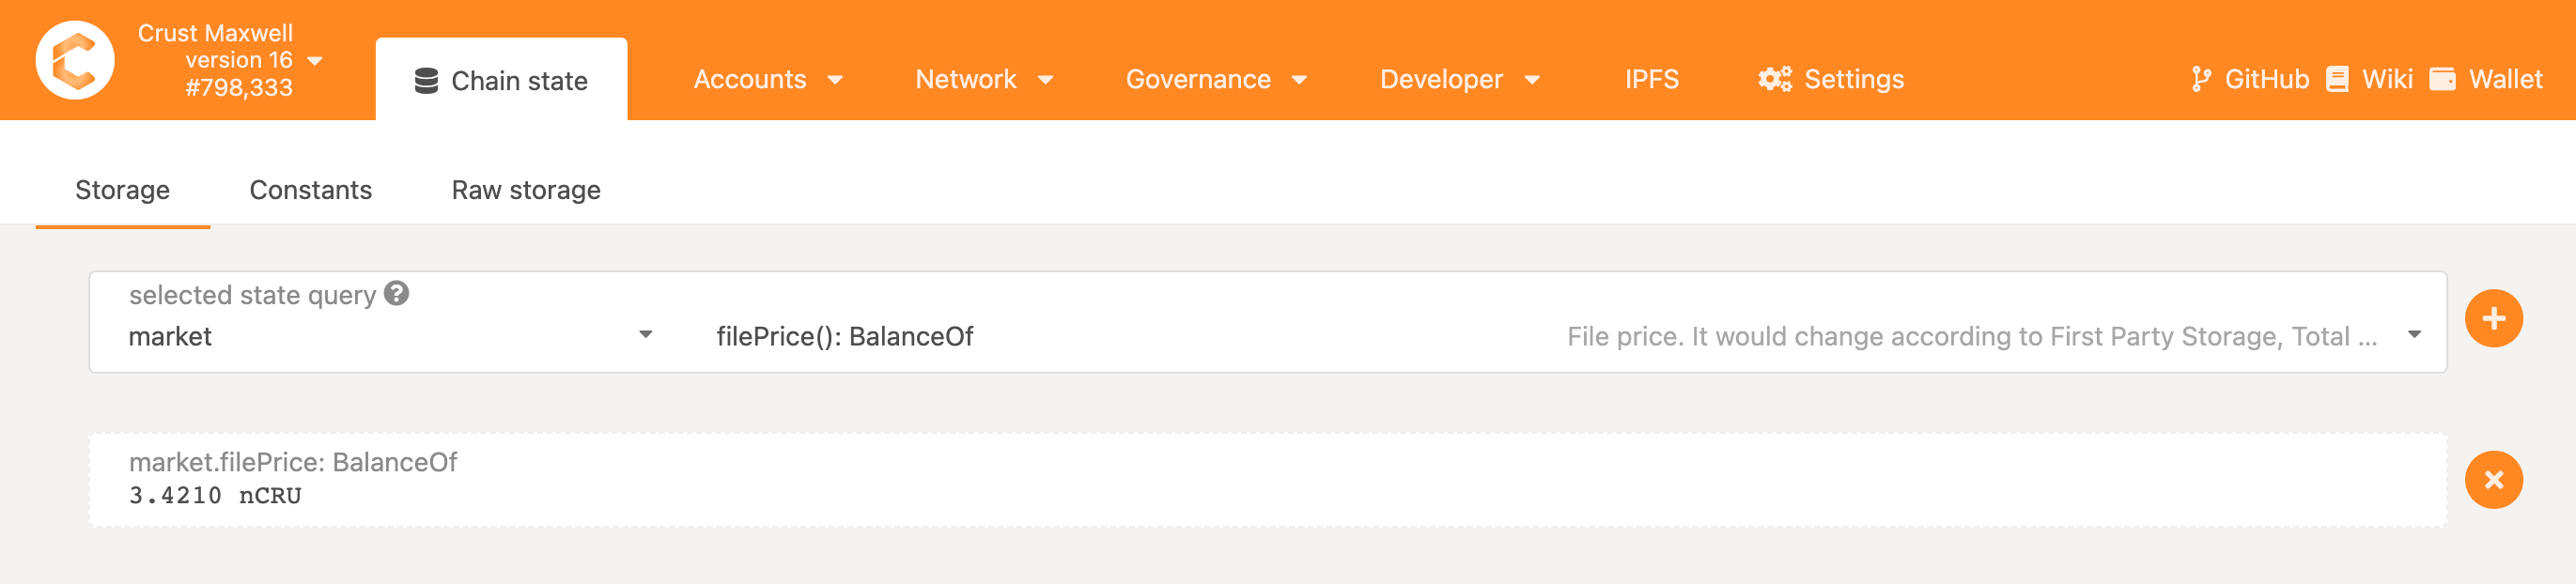 Crust Maxwell
version 16
#798,333
Chain state
Accounts
Network
Governance
Developer
IPFS
Settings
GitHub
Wiki
Wallet
Storage
Constants
Raw storage
selected state query
market
filePrice(): BalanceOf
File price. It would change according to First Party Storage, Total ...
market.filePrice: BalanceOf
3.4210 nCRU